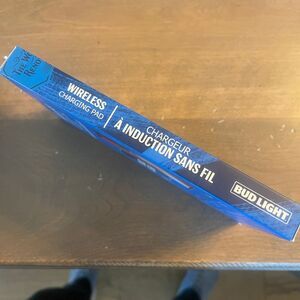 WIRELESS
CHARGING PAD
CHARGEUR
À INDUCTION SANS FIL
BUD LIGHT